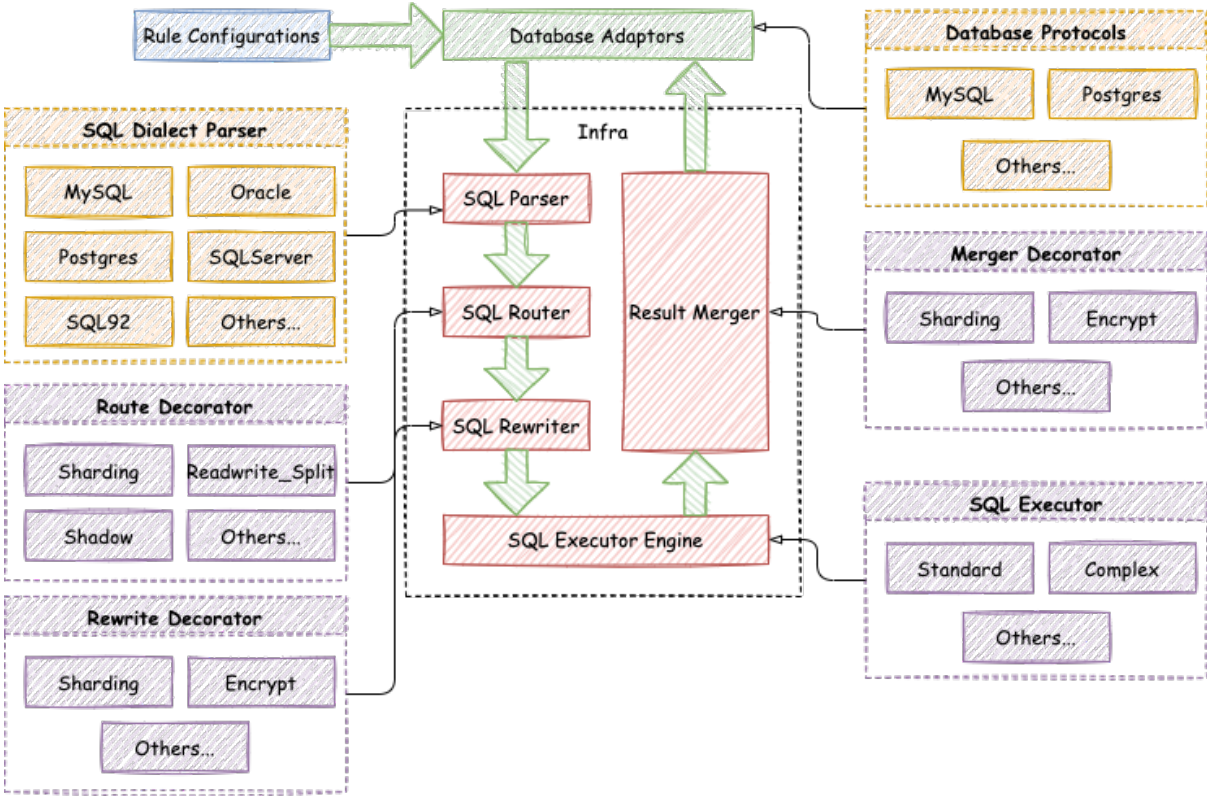 Rule Configurations
Database Adaptors
Database Protocols
MySQL
Postgres
Others...
SQL Dialect Parser
MySQL
Oracle
Postgres
SQLServer
SQL92
Others...
Infra
SQL Parser
SQL Router
SQL Rewriter
Result Merger
SQL Executor Engine
Merger Decorator
Sharding
Encrypt
Others...
Route Decorator
Sharding
Readwrite_Split
Shadow
Others...
SQL Executor
Standard
Complex
Others...
Rewrite Decorator
Sharding
Encrypt
Others...